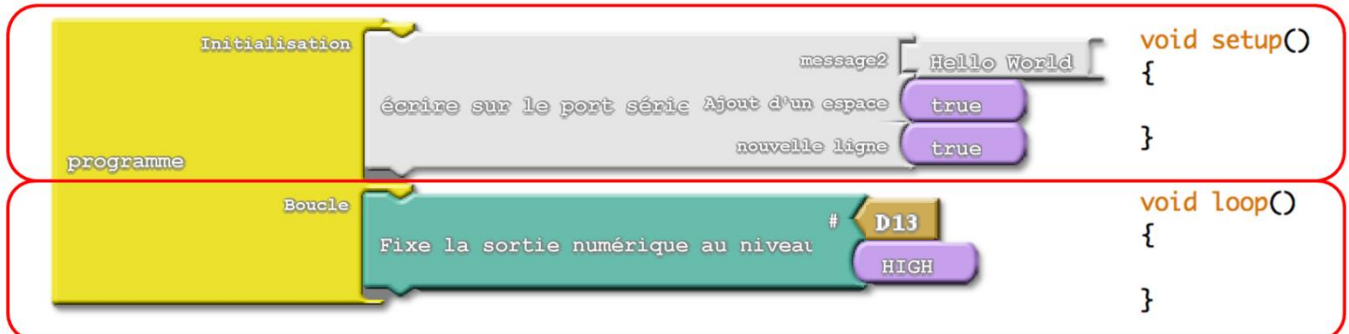 Initialisation
message2 Hello World
écrire sur le port série Ajout d'un espace true
nouvelle ligne true
programme
void setup()
{
}
Boucle
# D13
Fixe la sortie numérique au niveau
HIGH
void loop()
{
}